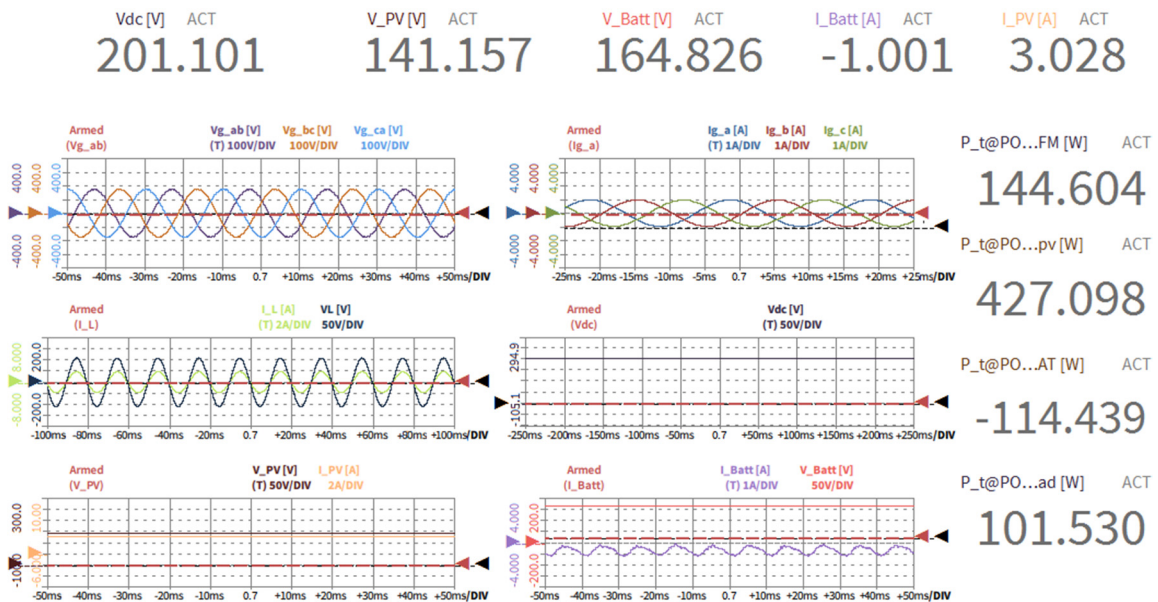 Vdc [V] ACT V_PV [V] ACT V_Batt [V] ACT I_Batt [A] ACT I_PV [A] ACT
201.101 141.157 164.826 -1.001 3.028
Armed Vg_ab [V] Vg_bc [V] Vg_ca [V]
(Vg_ab) (T) 100V/DIV 100V/DIV 100V/DIV
400.0 400.0 400.0
-400.0 -400.0 -400.0
-50ms -40ms -30ms -20ms -10ms 0.7 +10ms +20ms +30ms +40ms +50ms/DIV
Armed Ig_a [A] Ig_b [A] Ig_c [A]
(Ig_a) (T) 1A/DIV 1A/DIV 1A/DIV
4.000 4.000 4.000
-4.000 -4.000 -4.000
-25ms -20ms -15ms -10ms -5ms 0.7 +5ms +10ms +15ms +20ms +25ms/DIV
P_t@PO...FM [W] ACT
144.604
P_t@PO...pv [W] ACT
427.098
Armed I_L [A] VL [V]
(I_L) (T) 2A/DIV 50V/DIV
8.000 200.0
-8.000 -200.0
-100ms -80ms -60ms -40ms -20ms 0.7 +20ms +40ms +60ms +80ms +100ms/DIV
Armed Vdc [V]
(Vdc) (T) 50V/DIV
294.9
-105.1
-250ms -200ms -150ms -100ms -50ms 0.7 +50ms +100ms +150ms +200ms +250ms/DIV
P_t@PO...AT [W] ACT
-114.439
Armed V_PV [V] I_PV [A]
(V_PV) (T) 50V/DIV 2A/DIV
300.0 10.00
-100.0 -6.000
-50ms -40ms -30ms -20ms -10ms 0.7 +10ms +20ms +30ms +40ms +50ms/DIV
Armed I_Batt [A] V_Batt [V]
(I_Batt) (T) 1A/DIV 50V/DIV
4.000 200.0
-4.000 -200.0
-50ms -40ms -30ms -20ms -10ms 0.7 +10ms +20ms +30ms +40ms +50ms/DIV
P_t@PO...ad [W] ACT
101.530